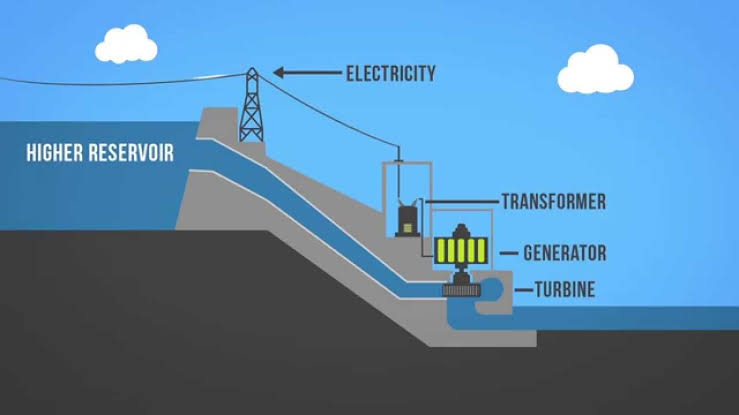 ELECTRICITY
HIGHER RESERVOIR
TRANSFORMER
GENERATOR
TURBINE